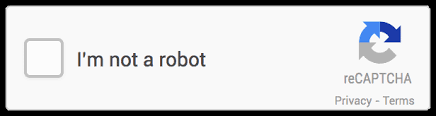 I'm not a robot
reCAPTCHA
Privacy - Terms